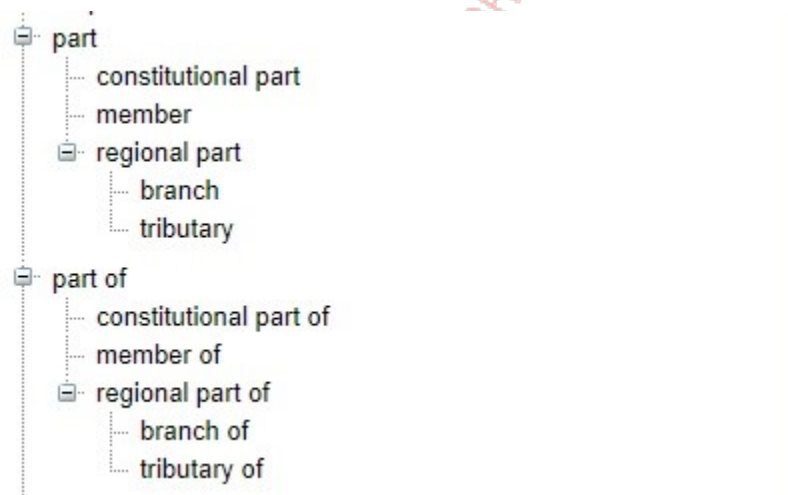 part
constitutional part
member
regional part
branch
tributary
part of
constitutional part of
member of
regional part of
branch of
tributary of